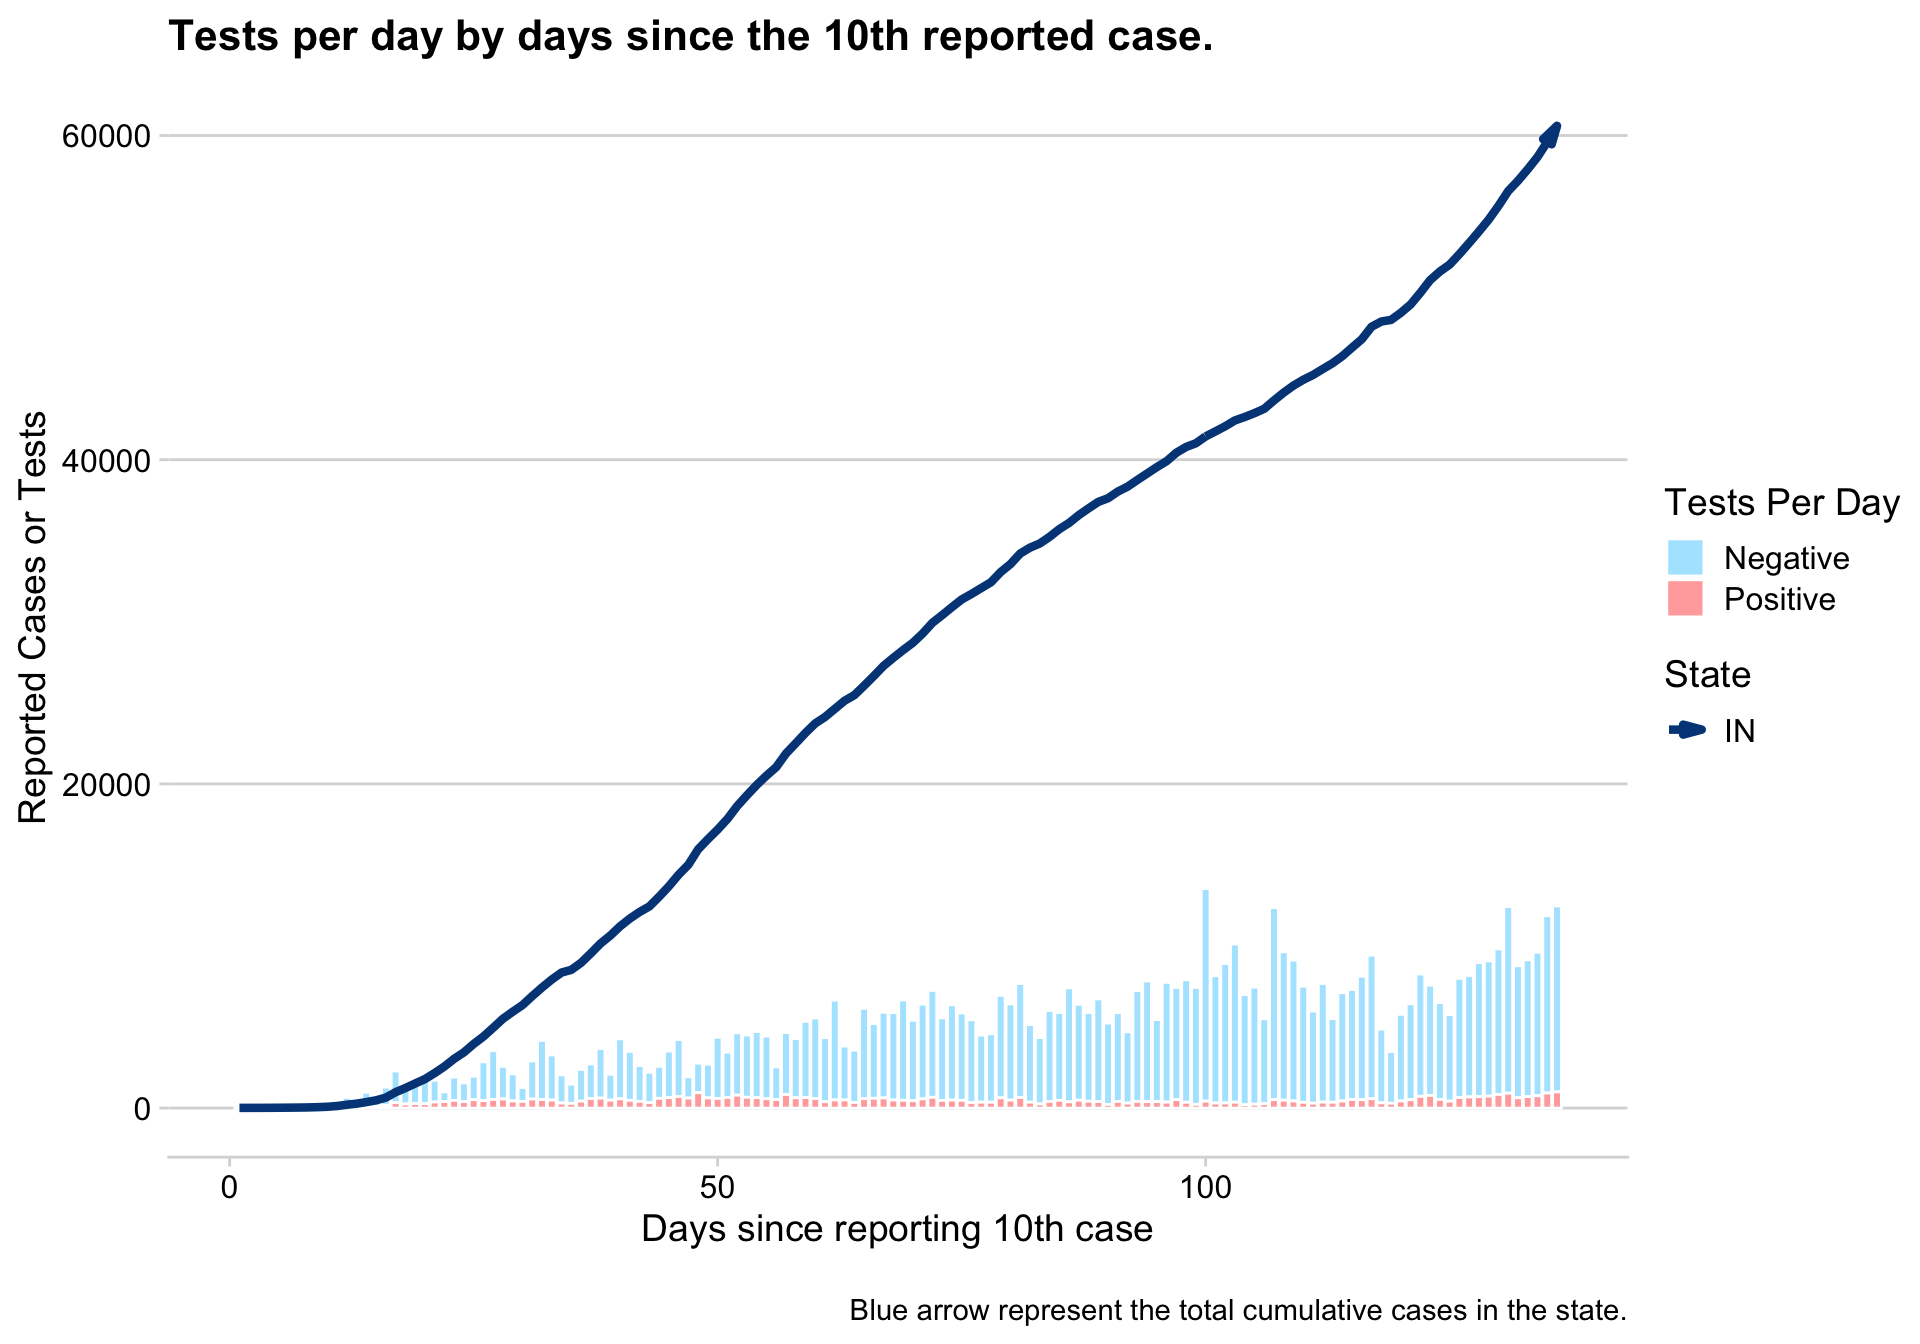 Tests per day by days since the 10th reported case.
60000
40000
20000
0
Reported Cases or Tests
0
50
100
Days since reporting 10th case
Tests Per Day
Negative
Positive
State
IN
Blue arrow represent the total cumulative cases in the state.